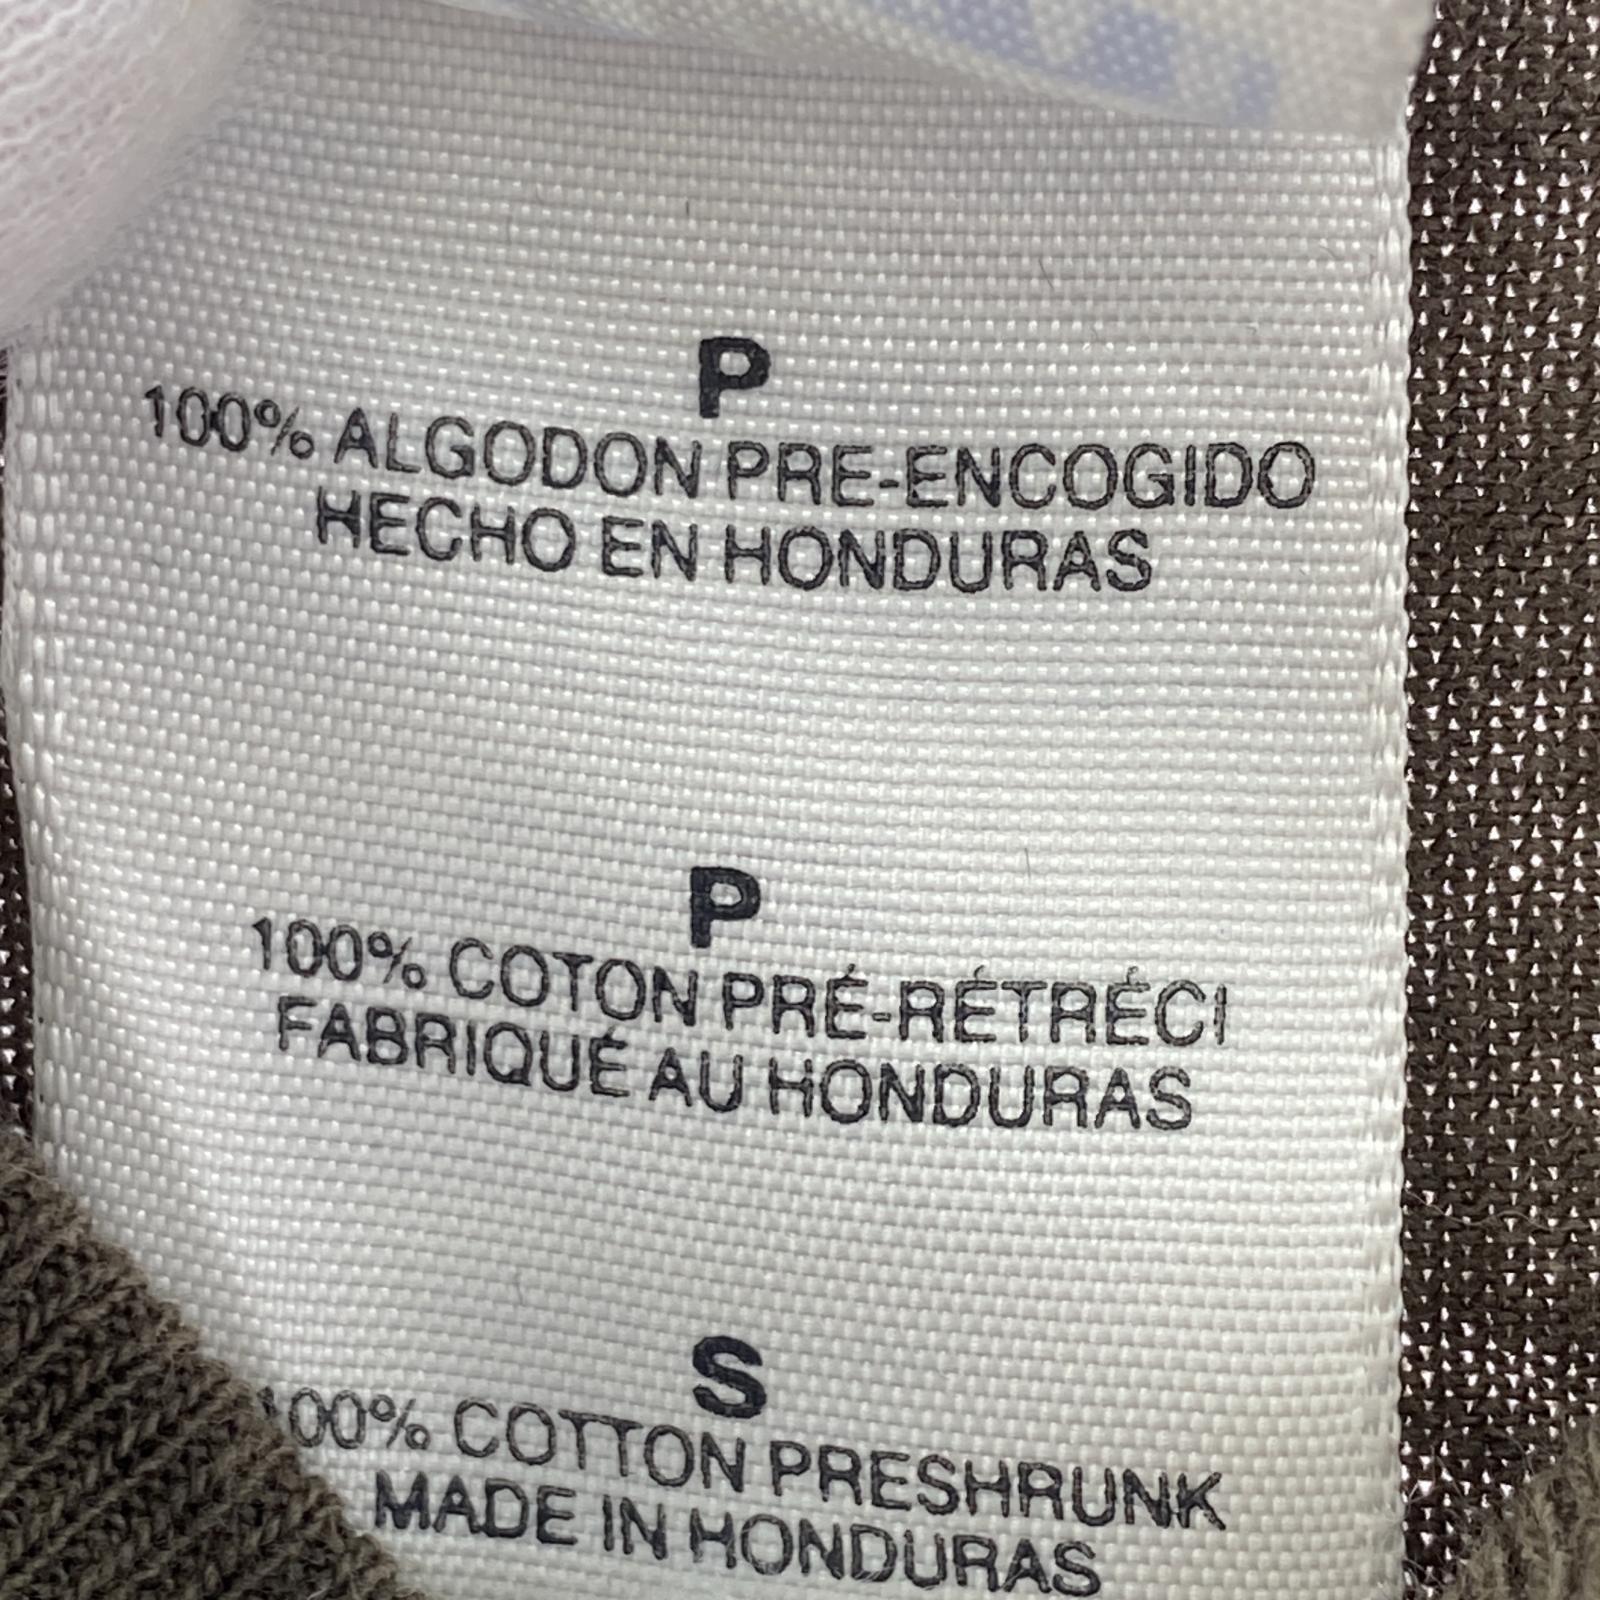 P
100% ALGODON PRE-ENCOGIDO
HECHO EN HONDURAS
P
100% COTON PRÉ-RÉTRÉCI
FABRIQUÉ AU HONDURAS
S
100% COTTON PRESHRUNK
MADE IN HONDURAS